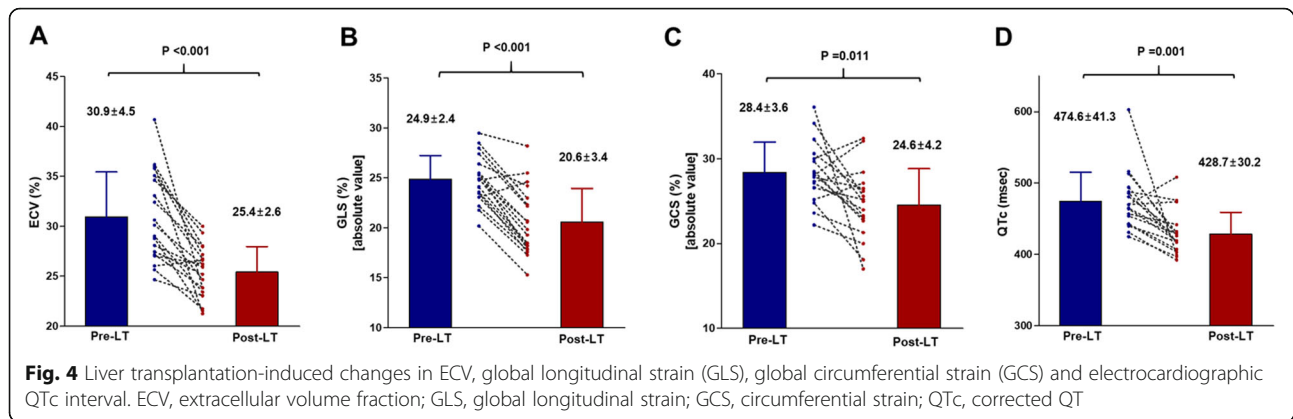 A
P <0.001
ECV (%)
45
40
35
30
25
20
30.9±4.5
25.4±2.6
Pre-LT
Post-LT
B
P <0.001
GLS (%)
[absolute value]
35
30
25
20
15
10
24.9±2.4
20.6±3.4
Pre-LT
Post-LT
C
P =0.011
GCS (%)
[absolute value]
40
30
20
10
28.4±3.6
24.6±4.2
Pre-LT
Post-LT
D
P =0.001
QTc (msec)
600
500
400
300
474.6±41.3
428.7±30.2
Pre-LT
Post-LT
Fig. 4 Liver transplantation-induced changes in ECV, global longitudinal strain (GLS), global circumferential strain (GCS) and electrocardiographic
QTc interval. ECV, extracellular volume fraction; GLS, global longitudinal strain; GCS, circumferential strain; QTc, corrected QT